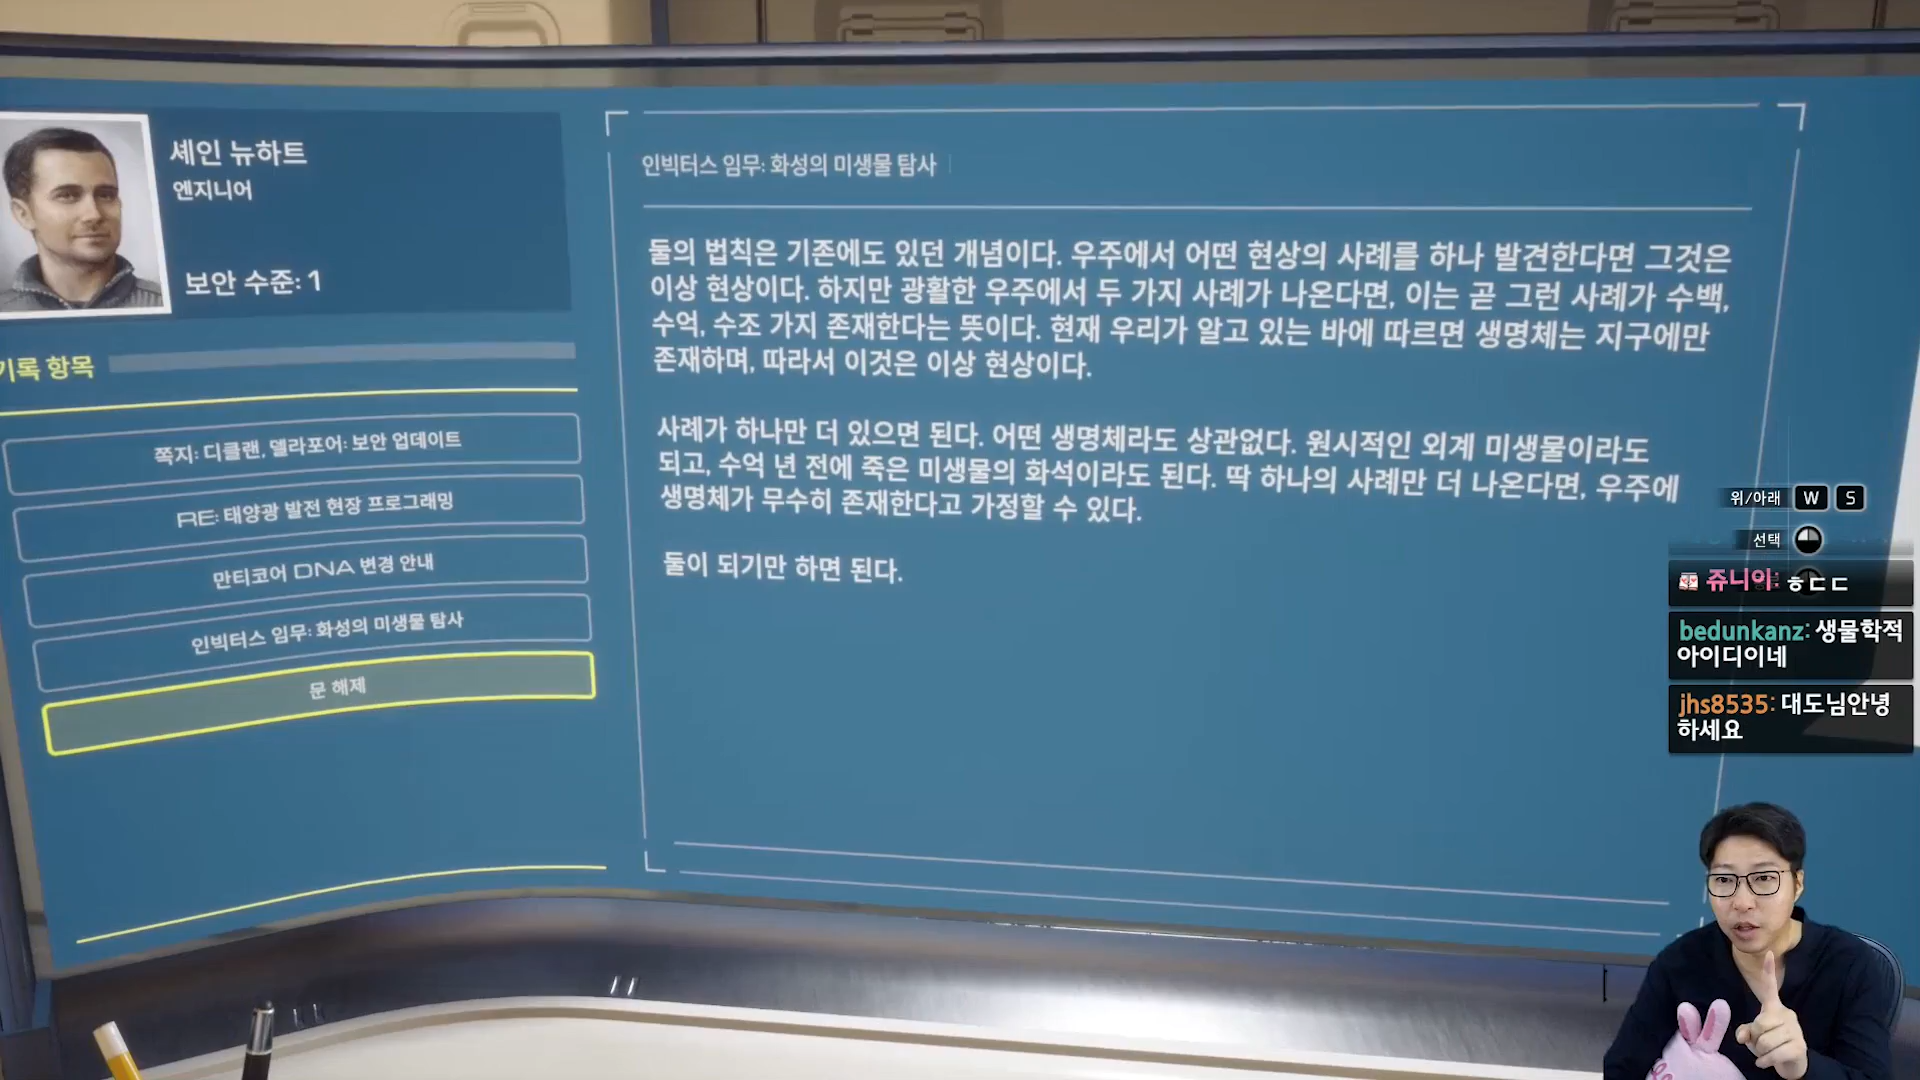 셰인 뉴하트
엔지니어
보안 수준: 1
기록 항목
쪽지: 디클랜, 델라포어: 보안 업데이트
RE: 태양광 발전 현장 프로그래밍
만티코어 DNA 변경 안내
인빅터스 임무: 화성의 미생물 탐사
문 해제
인빅터스 임무: 화성의 미생물 탐사
둘의 법칙은 기존에도 있던 개념이다. 우주에서 어떤 현상의 사례를 하나 발견한다면 그것은
이상 현상이다. 하지만 광활한 우주에서 두 가지 사례가 나온다면, 이는 곧 그런 사례가 수백,
수억, 수조 가지 존재한다는 뜻이다. 현재 우리가 알고 있는 바에 따르면 생명체는 지구에만
존재하며, 따라서 이것은 이상 현상이다.
사례가 하나만 더 있으면 된다. 어떤 생명체라도 상관없다. 원시적인 외계 미생물이라도
되고, 수억 년 전에 죽은 미생물의 화석이라도 된다. 딱 하나의 사례만 더 나온다면, 우주에
생명체가 무수히 존재한다고 가정할 수 있다.
둘이 되기만 하면 된다.
위/아래 W S
선택
쥬니이: ㅎㄷㄷ
bedunkanz: 생물학적
아이디이네
jhs8535: 대도님안녕
하세요